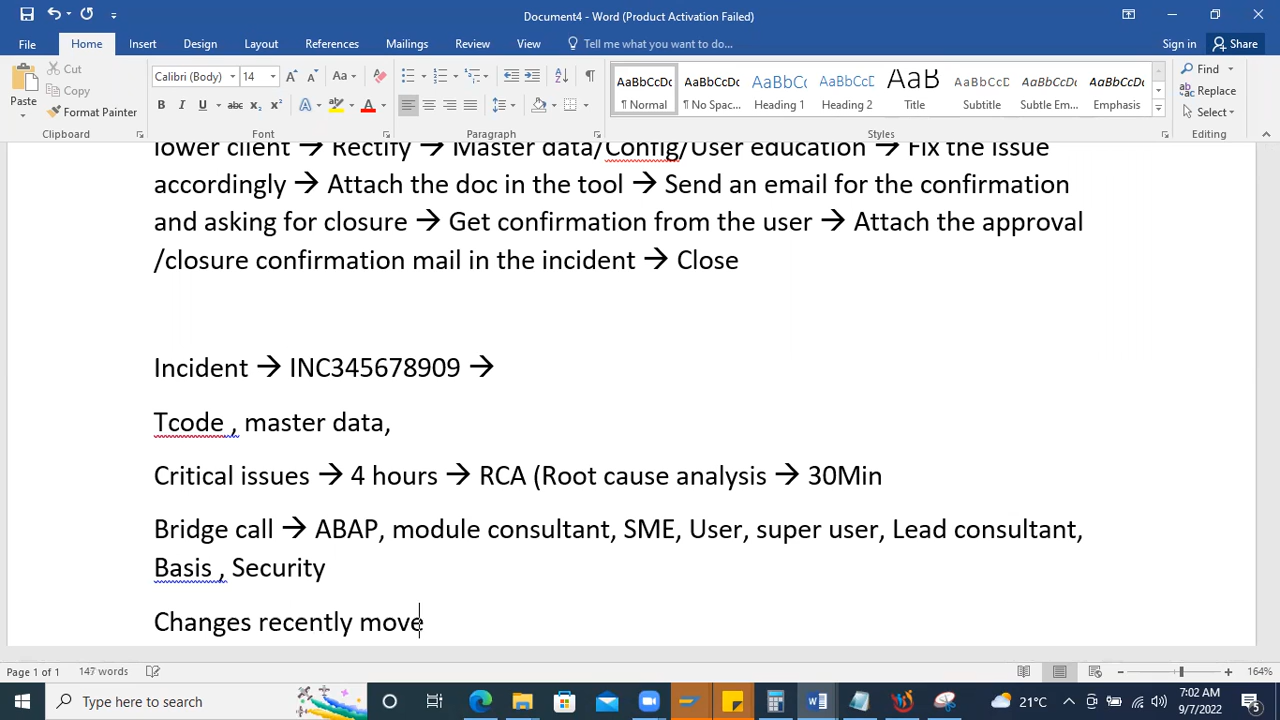 Document4 - Word (Product Activation Failed)
File Home Insert Design Layout References Mailings Review View Tell me what you want to do... Sign in Share
Paste Cut Copy Format Painter
Calibri (Body) 14
Find Replace Select
AaBbCcDc AaBbCcDc AaBbCc AaBbCcD AaB AaBbCcD AaBbCcDc AaBbCcDc
¶ Normal ¶ No Spac... Heading 1 Heading 2 Title Subtitle Subtle Em... Emphasis
Clipboard Font Paragraph Styles Editing
lower client → Rectify → Master data/Config/User education → Fix the issue
accordingly → Attach the doc in the tool → Send an email for the confirmation
and asking for closure → Get confirmation from the user → Attach the approval
/closure confirmation mail in the incident → Close
Incident → INC345678909 →
Tcode , master data,
Critical issues → 4 hours → RCA (Root cause analysis → 30Min
Bridge call → ABAP, module consultant, SME, User, super user, Lead consultant,
Basis , Security
Changes recently move
Page 1 of 1 147 words 164%
Type here to search 21°C 7:02 AM
9/7/2022 5